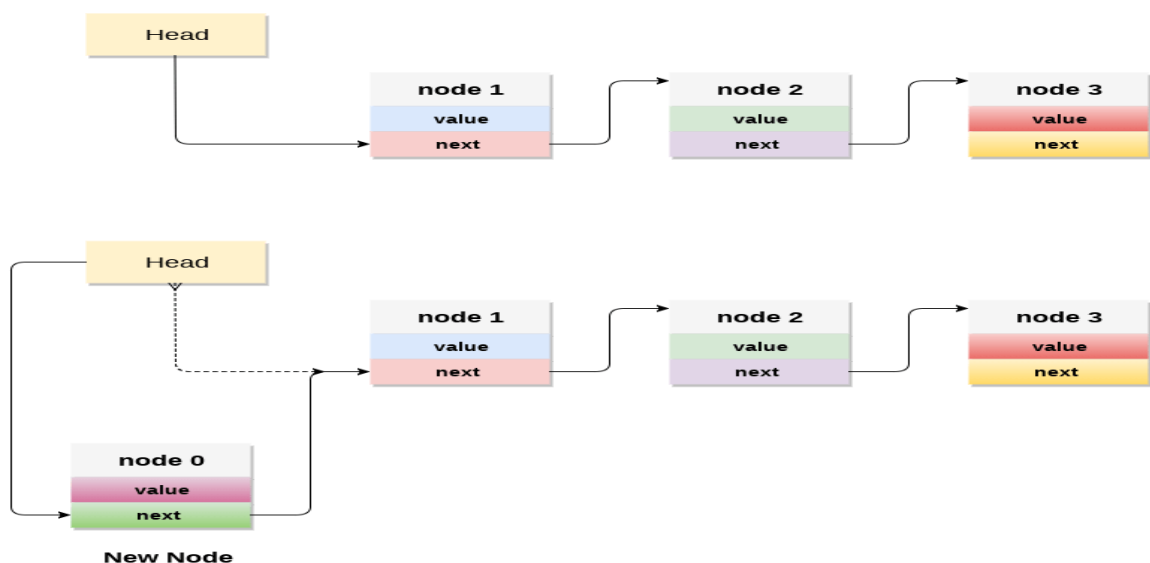 Head
node 1
value
next
node 2
value
next
node 3
value
next
Head
node 1
value
next
node 2
value
next
node 3
value
next
node 0
value
next
New Node